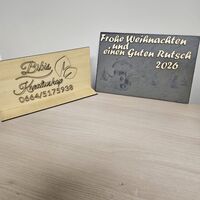 Bibis
Kreativshop
0664/5175938
Frohe Weihnachten
und
einen Guten Rutsch
2026